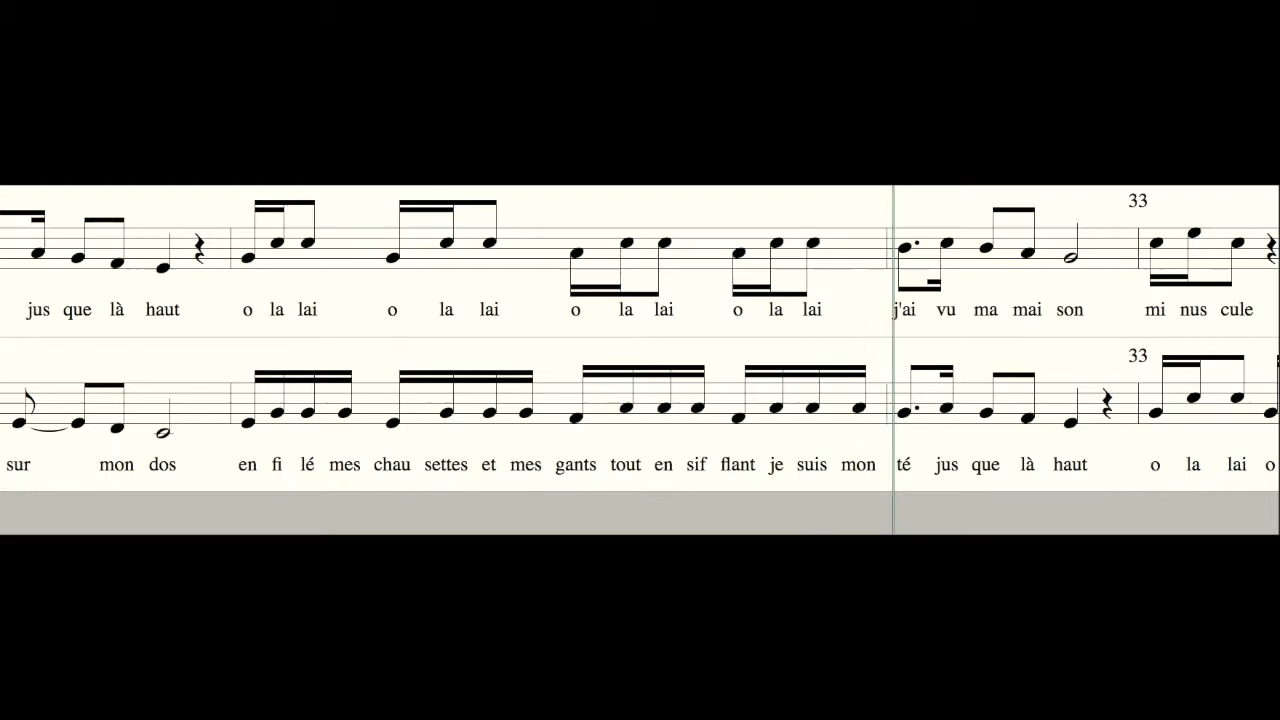 33
jus que là haut o la lai o la lai o la lai o la lai j'ai vu ma mai son mi nus cule
33
sur mon dos en fi lé mes chau settes et mes gants tout en sif flant je suis mon té jus que là haut o la lai o